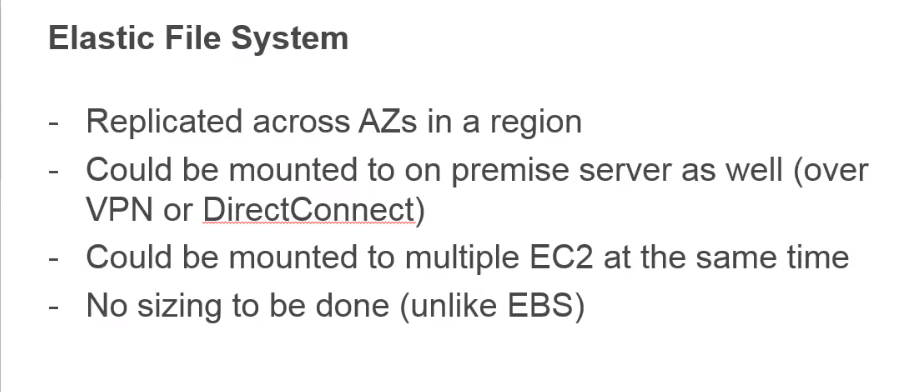 Elastic File System
- Replicated across AZs in a region
- Could be mounted to on premise server as well (over
VPN or DirectConnect)
- Could be mounted to multiple EC2 at the same time
- No sizing to be done (unlike EBS)